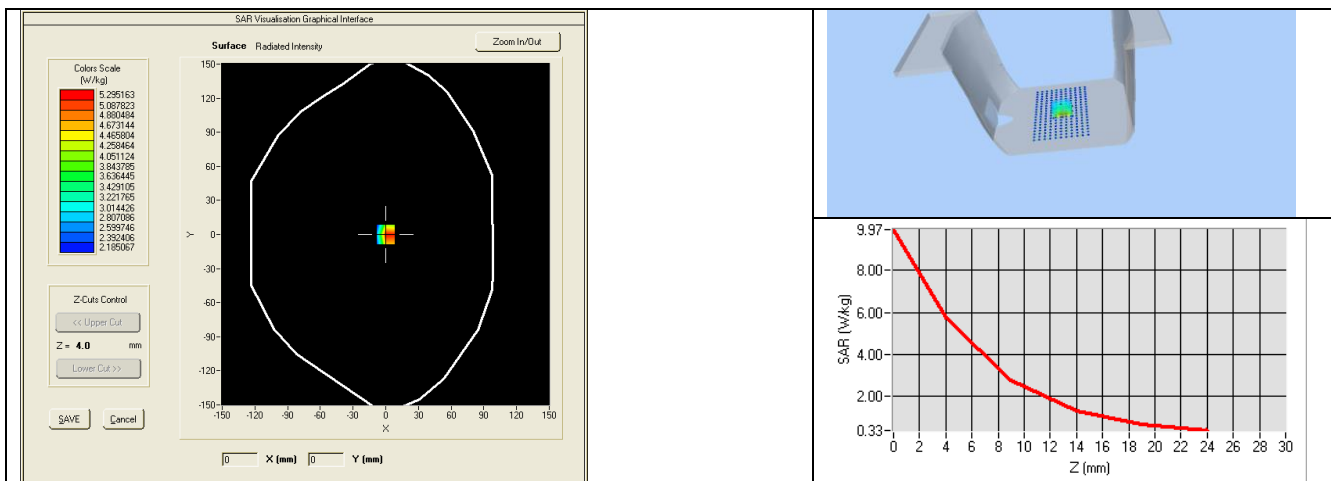 SAR Visualisation Graphical Interface
Surface Radiated Intensity
Zoom In/Out
Colors Scale
(W/kg)
5.295163
5.087823
4.880484
4.673144
4.465804
4.258464
4.051124
3.843785
3.636445
3.429105
3.221765
3.014426
2.807086
2.599746
2.392406
2.185067
Z-Cuts Control
<< Upper Cut
Z = 4.0 mm
Lower Cut >>
SAVE Cancel
150-
120-
90-
60-
30-
0-
-30-
-60-
-90-
-120-
-150-
Y
-150 -120 -90 -60 -30 0 30 60 90 120 150
X
0 X (mm) 0 Y (mm)
9.97-
8.00-
6.00-
4.00-
2.00-
0.33-
SAR (W/kg)
0 2 4 6 8 10 12 14 16 18 20 22 24 26 28 30
Z (mm)